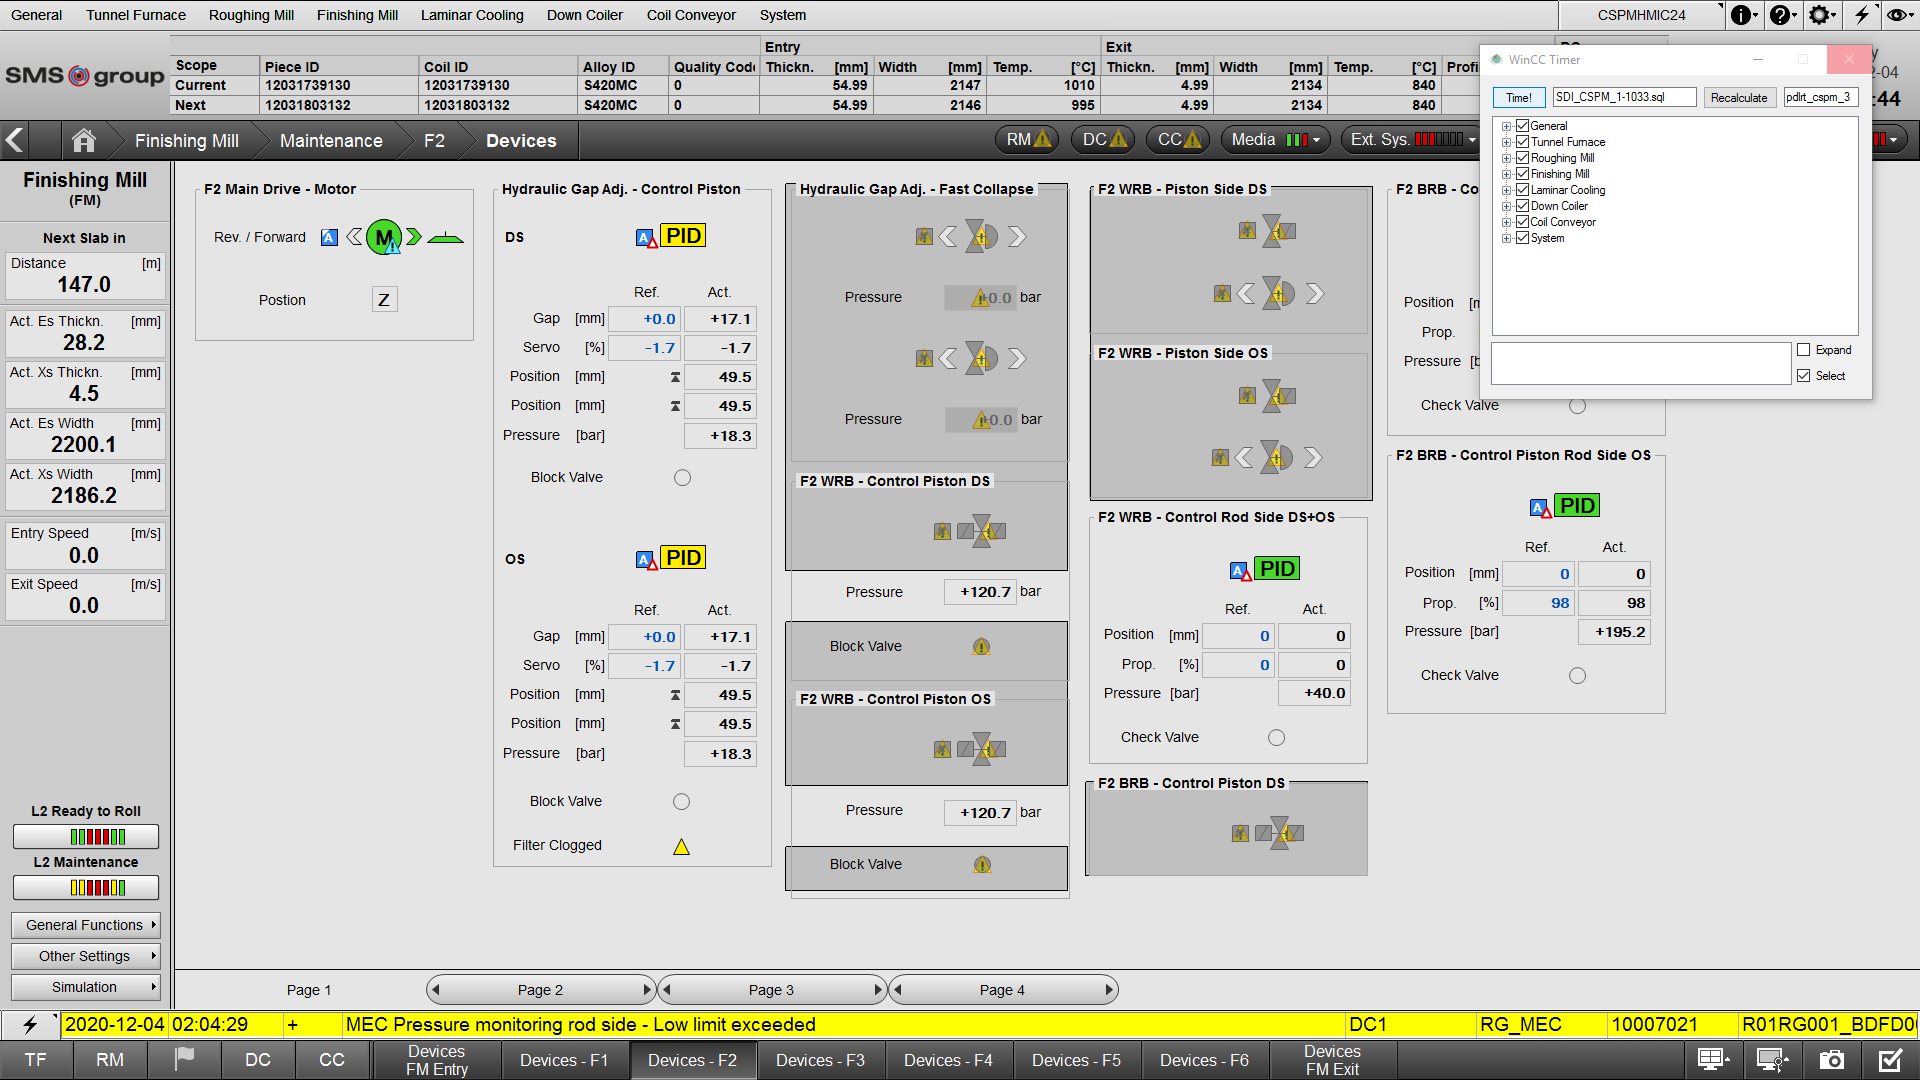 General Tunnel Furnace Roughing Mill Finishing Mill Laminar Cooling Down Coiler Coil Conveyor System CSPMHMIC24
SMS group
Entry Exit
Scope Piece ID Coil ID Alloy ID Quality Code Thickn. [mm] Width [mm] Temp. [°C] Thickn. [mm] Width [mm] Temp. [°C]
Current 12031739130 12031739130 S420MC 0 54.99 2147 1010 4.99 2134 840
Next 12031803132 12031803132 S420MC 0 54.99 2146 995 4.99 2134 840
Finishing Mill Maintenance F2 Devices RM DC CC Media Ext. Sys.
WinCC Timer
Time! SDI_CSPM_1-1033.sql Recalculate pdlrt_cspm_3
General
Tunnel Furnace
Roughing Mill
Finishing Mill
Laminar Cooling
Down Coiler
Coil Conveyor
System
Expand
Select
-04
:44
Finishing Mill
(FM)
Next Slab in
Distance [m]
147.0
Act. Es Thickn. [mm]
28.2
Act. Xs Thickn. [mm]
4.5
Act. Es Width [mm]
2200.1
Act. Xs Width [mm]
2186.2
Entry Speed [m/s]
0.0
Exit Speed [m/s]
0.0
L2 Ready to Roll
L2 Maintenance
General Functions
Other Settings
Simulation
F2 Main Drive - Motor
Rev. / Forward A M
Postion Z
Hydraulic Gap Adj. - Control Piston
DS A PID
Ref. Act.
Gap [mm] +0.0 +17.1
Servo [%] -1.7 -1.7
Position [mm] 49.5
Position [mm] 49.5
Pressure [bar] +18.3
Block Valve
OS A PID
Ref. Act.
Gap [mm] +0.0 +17.1
Servo [%] -1.7 -1.7
Position [mm] 49.5
Position [mm] 49.5
Pressure [bar] +18.3
Block Valve
Filter Clogged
Hydraulic Gap Adj. - Fast Collapse
Pressure +0.0 bar
Pressure +0.0 bar
F2 WRB - Control Piston DS
Pressure +120.7 bar
Block Valve
F2 WRB - Control Piston OS
Pressure +120.7 bar
Block Valve
F2 WRB - Piston Side DS
F2 WRB - Piston Side OS
F2 WRB - Control Rod Side DS+OS
A PID
Ref. Act.
Position [mm] 0 0
Prop. [%] 0 0
Pressure [bar] +40.0
Check Valve
F2 BRB - Control Piston DS
F2 BRB - Co
Position
Prop.
Pressure
Check Valve
F2 BRB - Control Piston Rod Side OS
A PID
Ref. Act.
Position [mm] 0 0
Prop. [%] 98 98
Pressure [bar] +195.2
Check Valve
Page 1 Page 2 Page 3 Page 4
2020-12-04 02:04:29 + MEC Pressure monitoring rod side - Low limit exceeded DC1 RG_MEC 10007021 R01RG001_BDFD0
TF RM DC CC Devices FM Entry Devices - F1 Devices - F2 Devices - F3 Devices - F4 Devices - F5 Devices - F6 Devices FM Exit